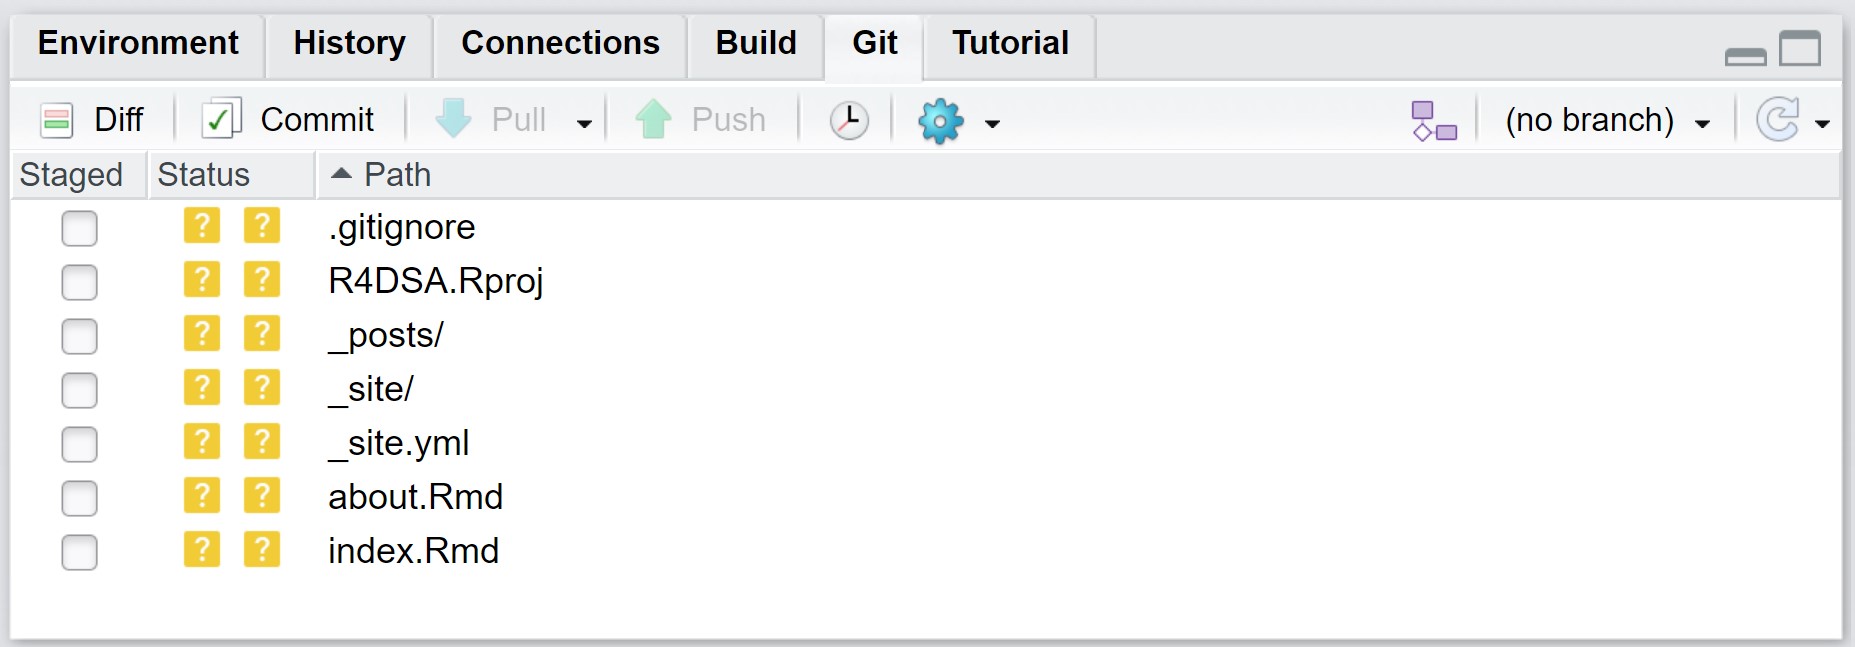 Environment History Connections Build Git Tutorial
Diff Commit Pull Push (no branch)
Staged Status Path
? ? .gitignore
? ? R4DSA.Rproj
? ? _posts/
? ? _site/
? ? _site.yml
? ? about.Rmd
? ? index.Rmd